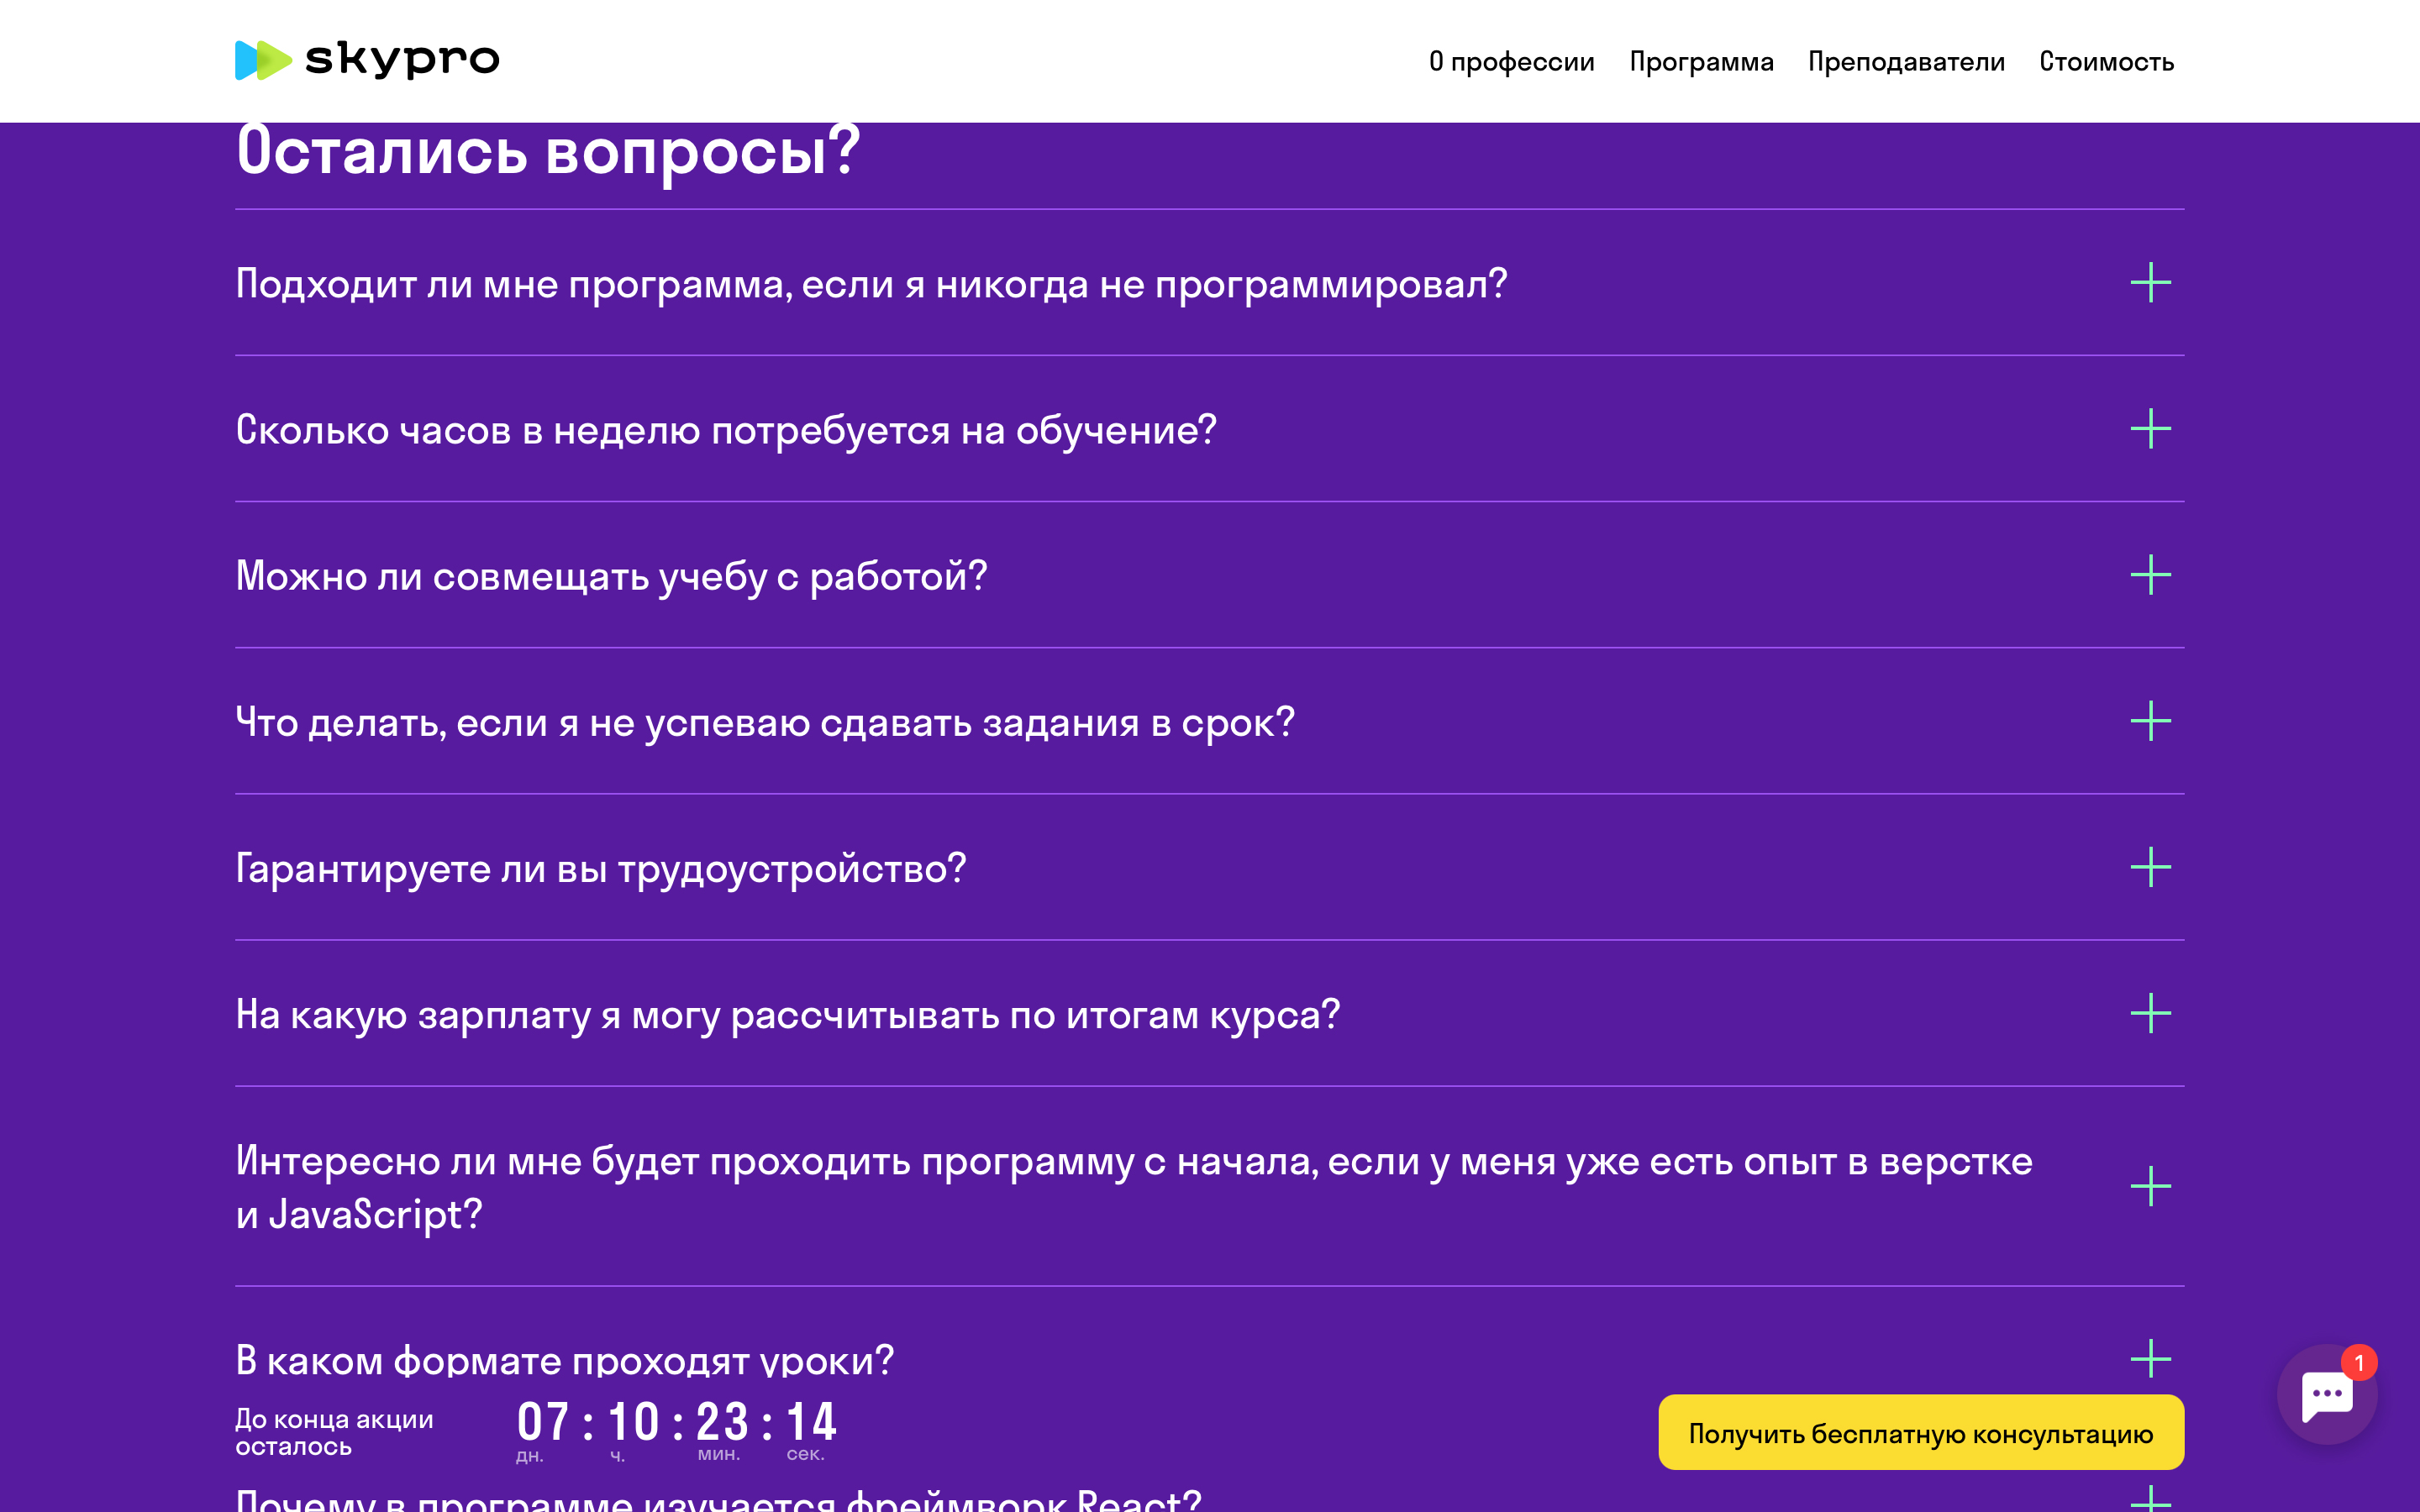 skypro
О профессии
Программа
Преподаватели
Стоимость
Остались вопросы?
Подходит ли мне программа, если я никогда не программировал?
Сколько часов в неделю потребуется на обучение?
Можно ли совмещать учебу с работой?
Что делать, если я не успеваю сдавать задания в срок?
Гарантируете ли вы трудоустройство?
На какую зарплату я могу рассчитывать по итогам курса?
Интересно ли мне будет проходить программу с начала, если у меня уже есть опыт в верстке
и JavaScript?
В каком формате проходят уроки?
До конца акции
осталось
07 : 10 : 23 : 14
дн. ч. мин. сек.
Получить бесплатную консультацию
1
Почему в программе изучается фреймворк React?